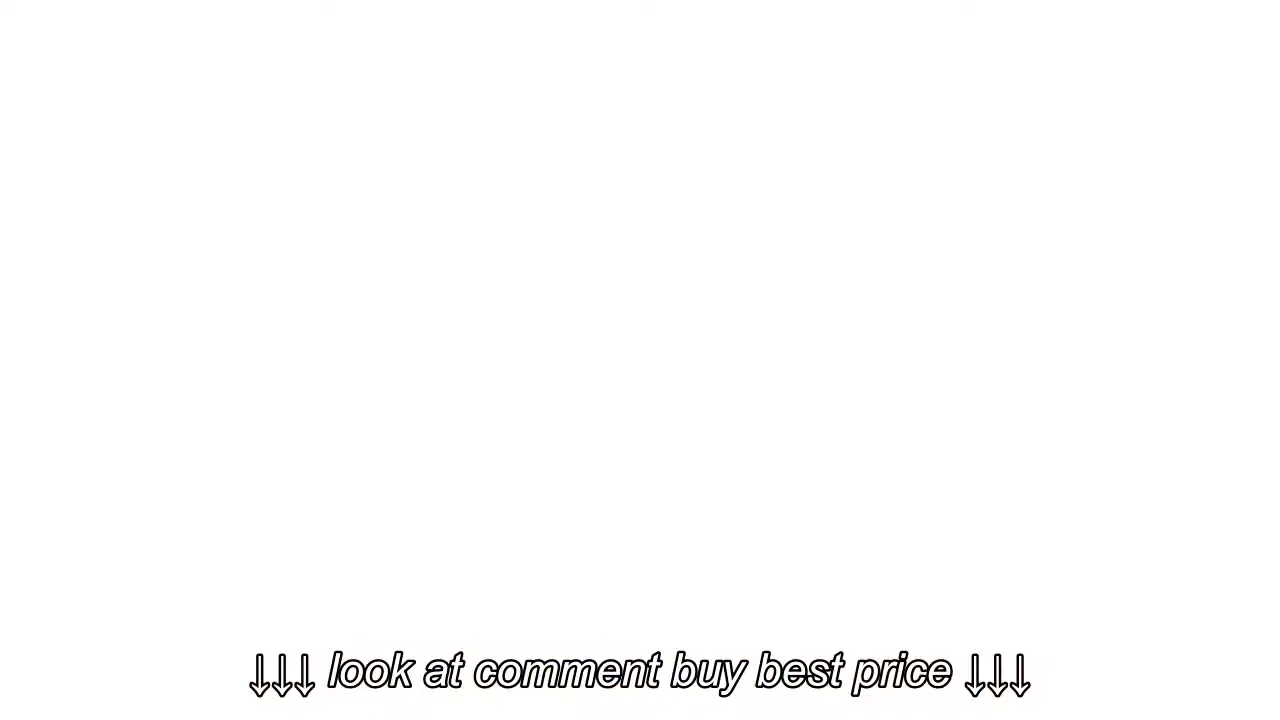 ↓↓↓ look at comment buy best price ↓↓↓